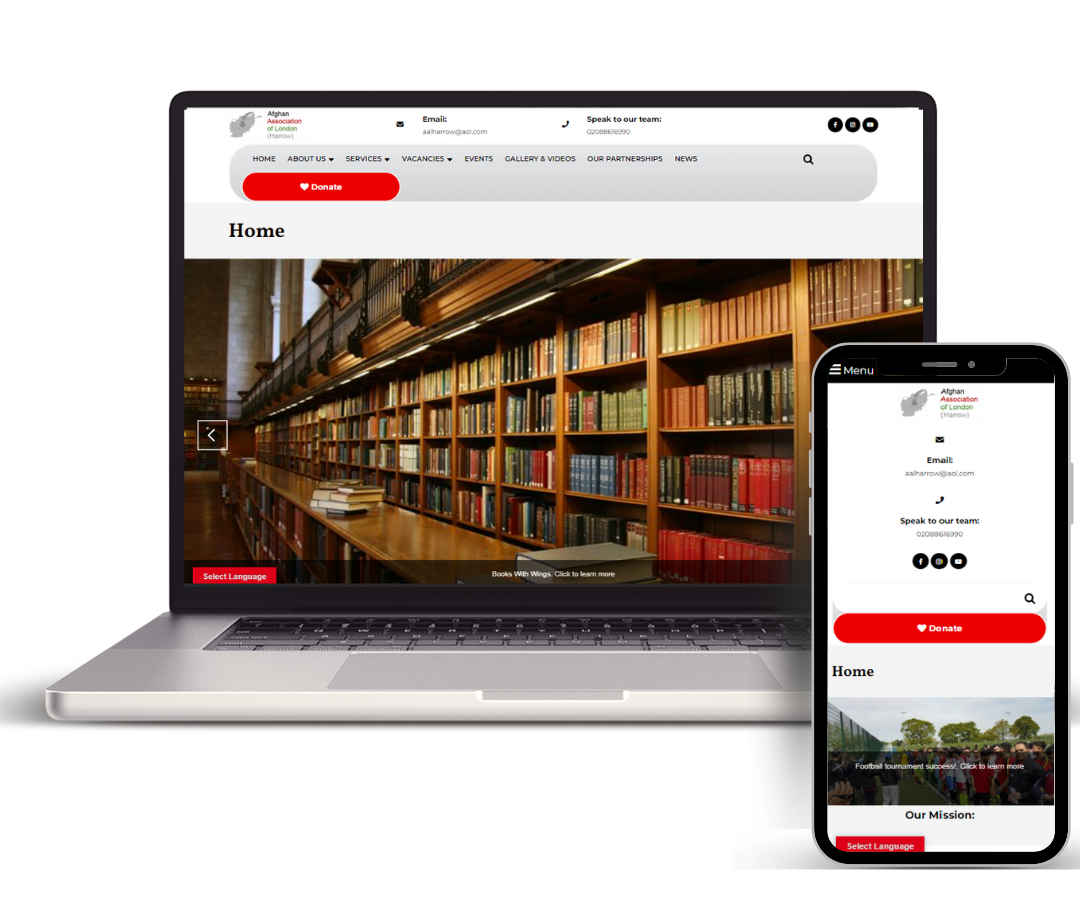 Afghan
Association
of London
(Harrow)
Email:
aalharrow@aol.com
Speak to our team:
02088616990
HOME ABOUT US SERVICES VACANCIES EVENTS GALLERY & VIDEOS OUR PARTNERSHIPS NEWS
Donate
Home
Books With Wings. Click to learn more
Select Language
Menu
Afghan
Association
of London
(Harrow)
Email:
aalharrow@aol.com
Speak to our team:
02088616990
Donate
Home
Football tournament success!. Click to learn more
Our Mission:
Select Language